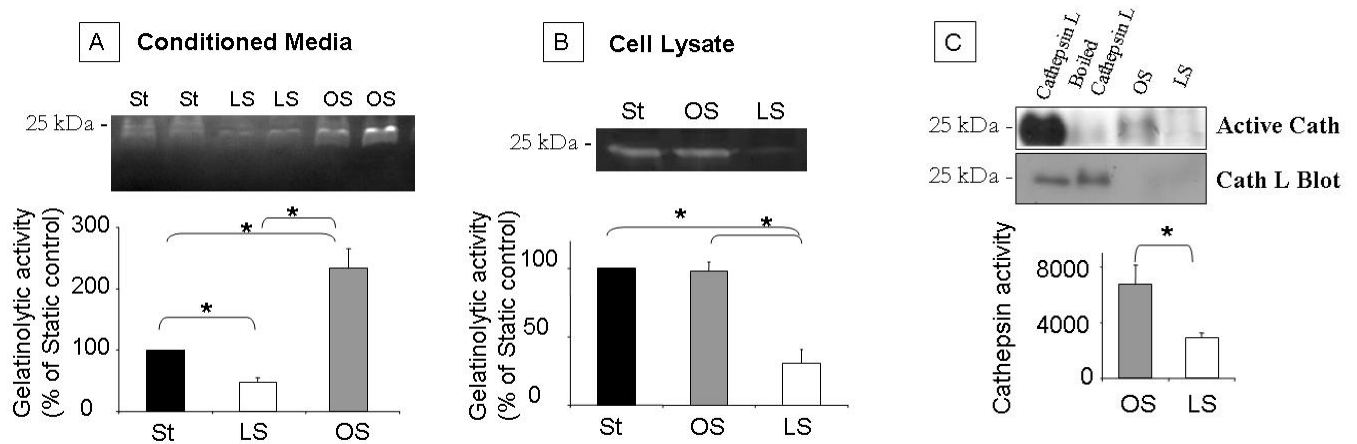 A Conditioned Media
St St LS LS OS OS
25 kDa -
Gelatinolytic activity
(% of Static control)
300
200
100
0
* * *
St LS OS
B Cell Lysate
St OS LS
25 kDa -
Gelatinolytic activity
(% of Static control)
100
50
0
* *
St OS LS
C
Cathepsin L
Boiled
Cathepsin L
OS
LS
25 kDa - Active Cath
25 kDa - Cath L Blot
Cathepsin activity
8000
4000
0
*
OS LS